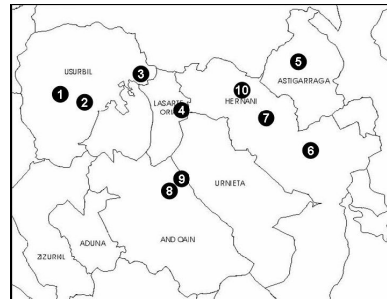 5
ASTIGARRAGA
3
USURBIL
10
HERNANI
1
2
LASARTE
ORIA
4
7
6
9
8
URNIETA
ADUNA
ANDOAIN
ZIZURKIL